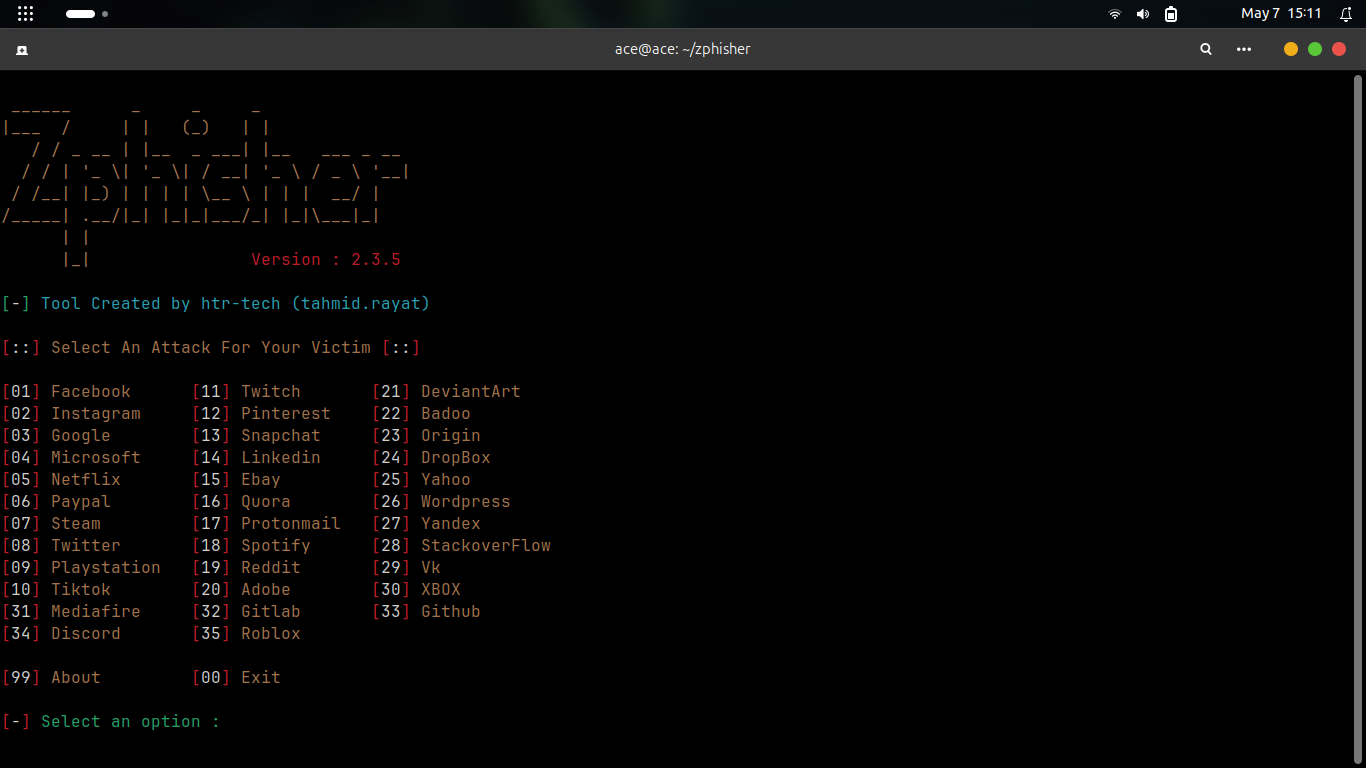 May 7 15:11
ace@ace: ~/zphisher
Zphisher
Version : 2.3.5
[-] Tool Created by htr-tech (tahmid.rayat)
[::] Select An Attack For Your Victim [::]
[01] Facebook [11] Twitch [21] DeviantArt
[02] Instagram [12] Pinterest [22] Badoo
[03] Google [13] Snapchat [23] Origin
[04] Microsoft [14] Linkedin [24] DropBox
[05] Netflix [15] Ebay [25] Yahoo
[06] Paypal [16] Quora [26] Wordpress
[07] Steam [17] Protonmail [27] Yandex
[08] Twitter [18] Spotify [28] StackoverFlow
[09] Playstation [19] Reddit [29] Vk
[10] Tiktok [20] Adobe [30] XBOX
[31] Mediafire [32] Gitlab [33] Github
[34] Discord [35] Roblox
[99] About [00] Exit
[-] Select an option :